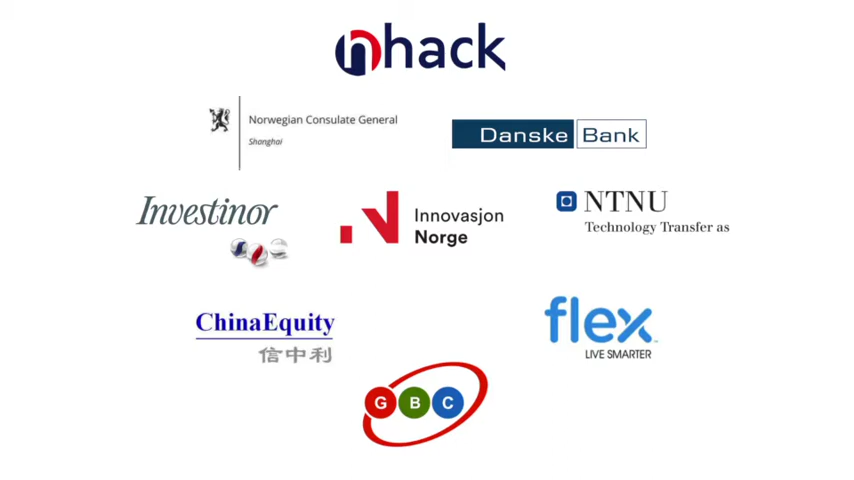 nhack
Norwegian Consulate General
Shanghai
Danske Bank
Investinor
Innovasjon
Norge
NTNU
Technology Transfer as
ChinaEquity
信中利
flex
LIVE SMARTER
G B C